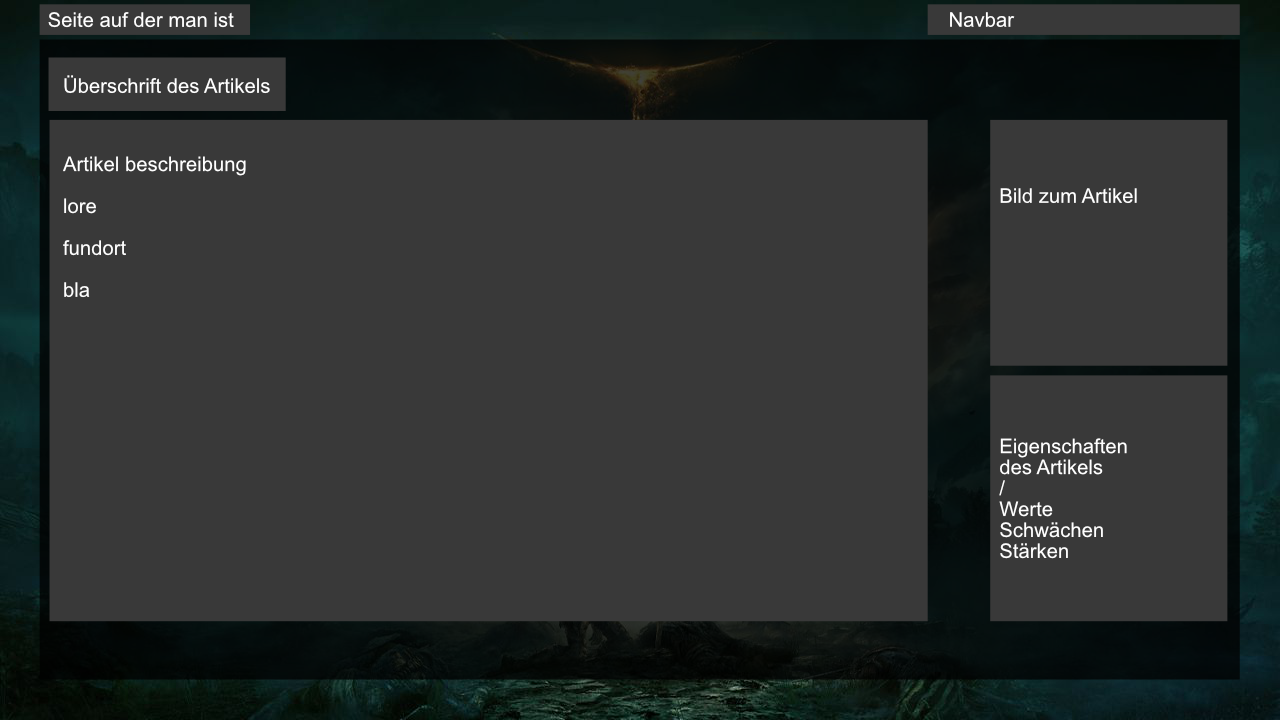 Seite auf der man ist
Navbar
Überschrift des Artikels
Artikel beschreibung
lore
fundort
bla
Bild zum Artikel
Eigenschaften
des Artikels
/
Werte
Schwächen
Stärken